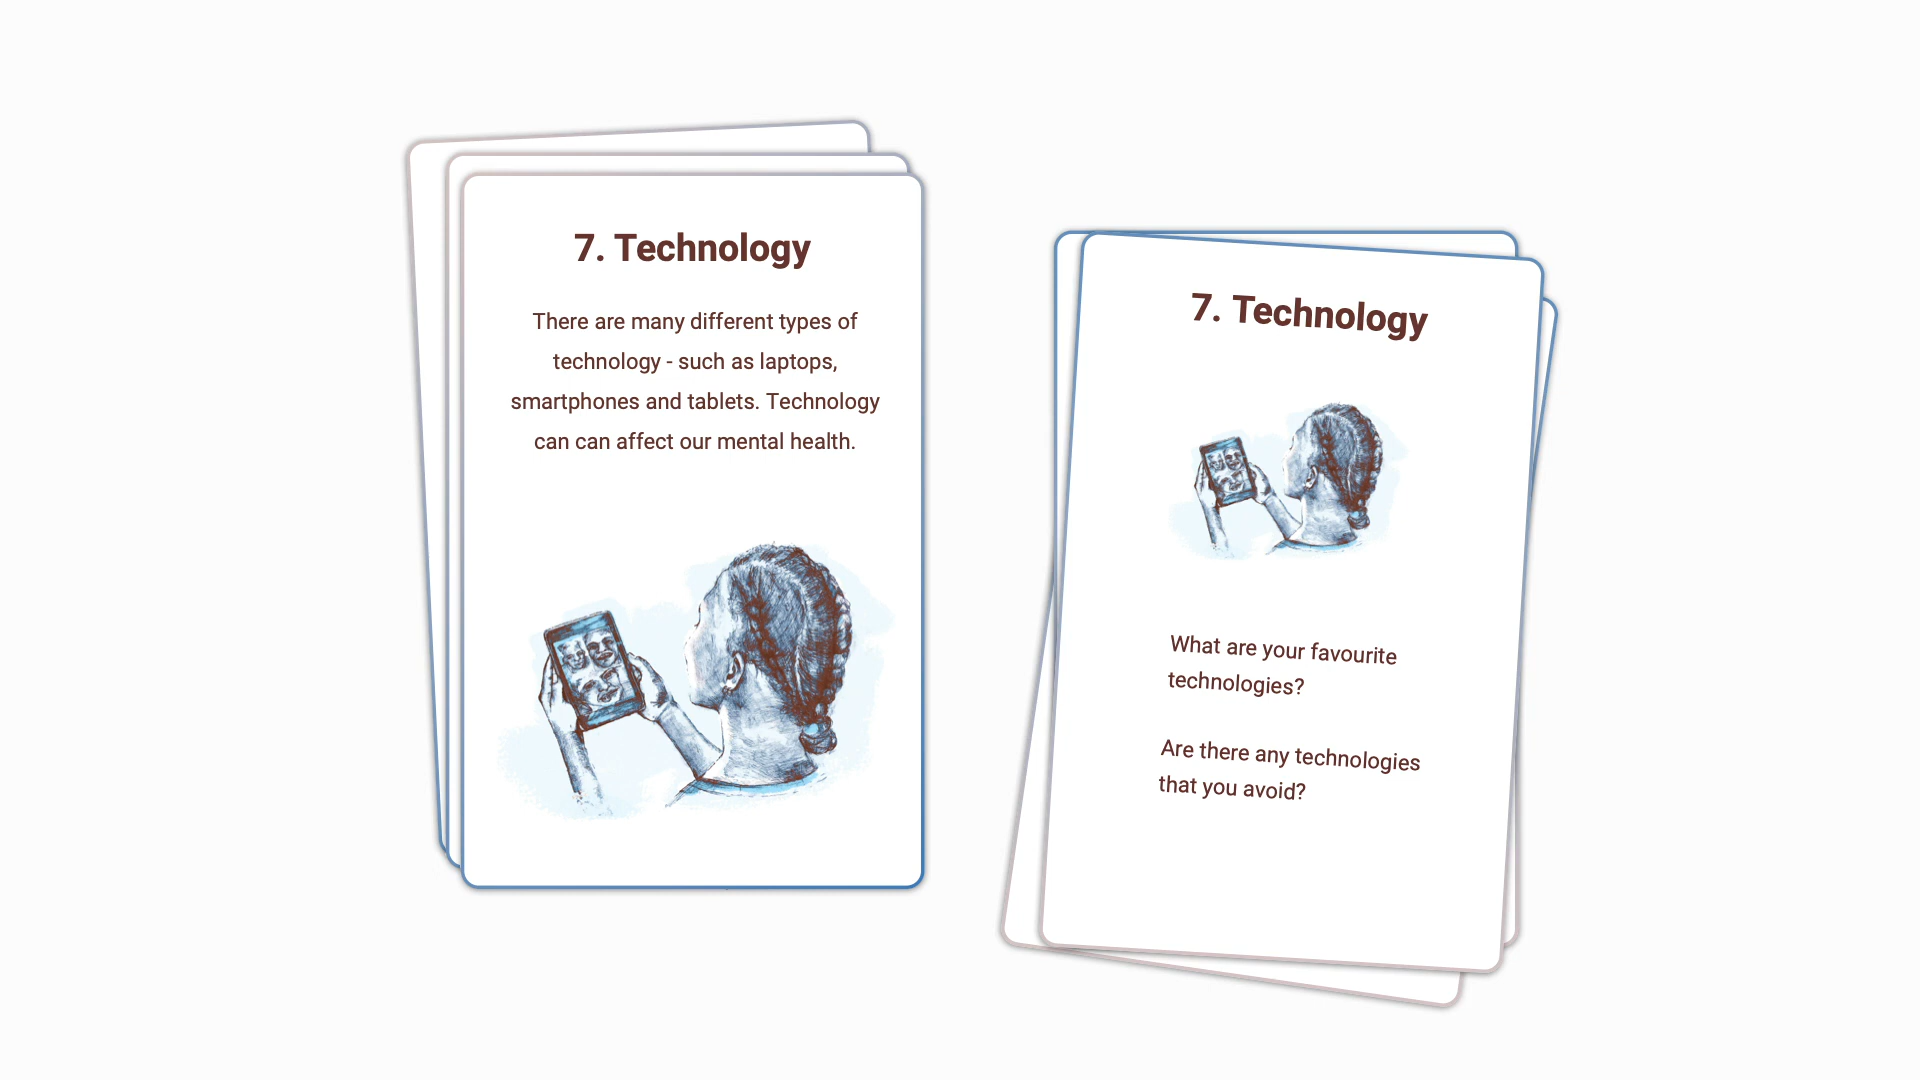 7. Technology
There are many different types of
technology - such as laptops,
smartphones and tablets. Technology
can can affect our mental health.
7. Technology
What are your favourite
technologies?
Are there any technologies
that you avoid?